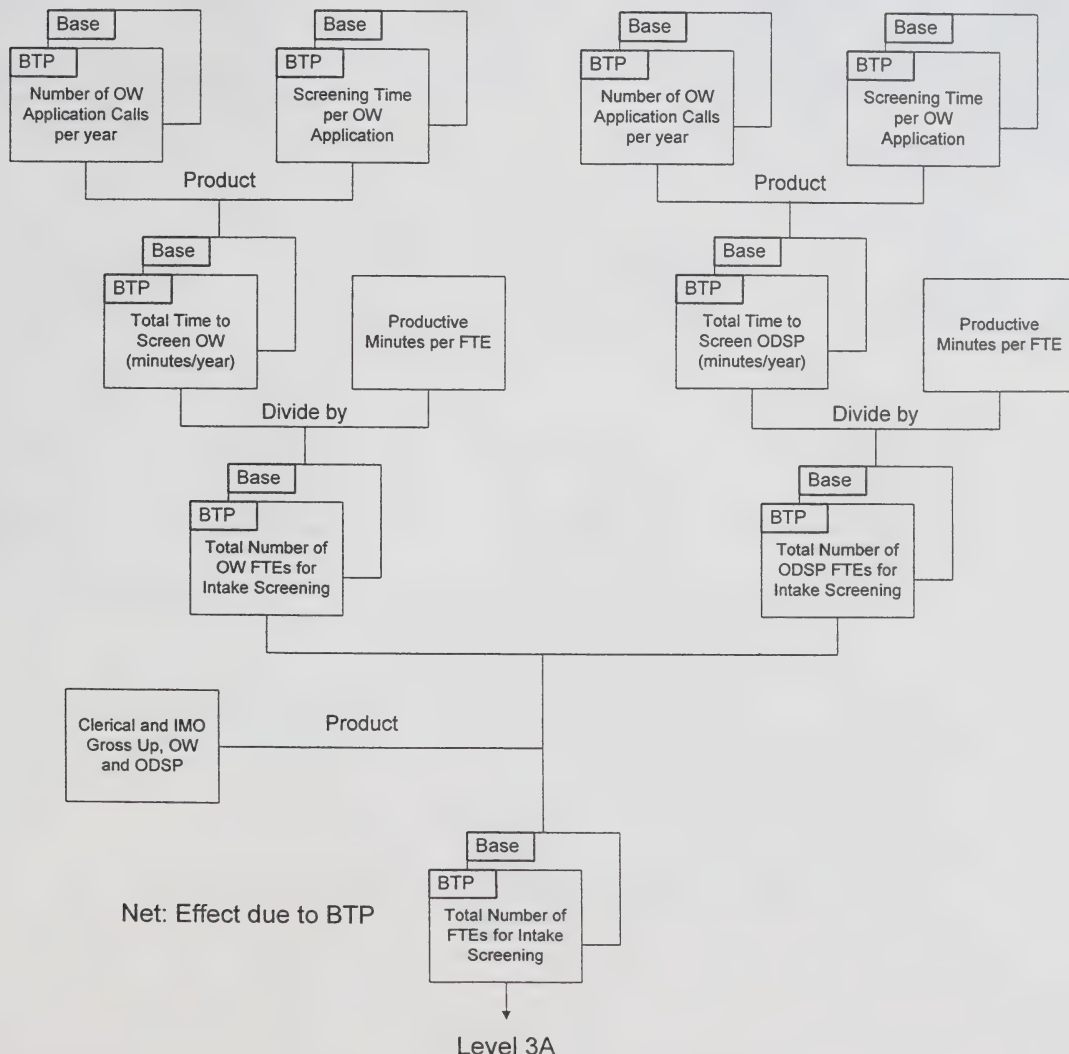 Base
BTP
Number of OW
Application Calls
per year
Base
BTP
Screening Time
per OW
Application
Product
Base
BTP
Number of OW
Application Calls
per year
Base
BTP
Screening Time
per OW
Application
Product
Base
BTP
Total Time to
Screen OW
(minutes/year)
Productive
Minutes per FTE
Divide by
Base
BTP
Total Time to
Screen ODSP
(minutes/year)
Productive
Minutes per FTE
Divide by
Base
BTP
Total Number of
OW FTEs for
Intake Screening
Base
BTP
Total Number of
ODSP FTEs for
Intake Screening
Clerical and IMO
Gross Up, OW
and ODSP
Product
Base
BTP
Total Number of
FTEs for Intake
Screening
Net: Effect due to BTP
Level 3A